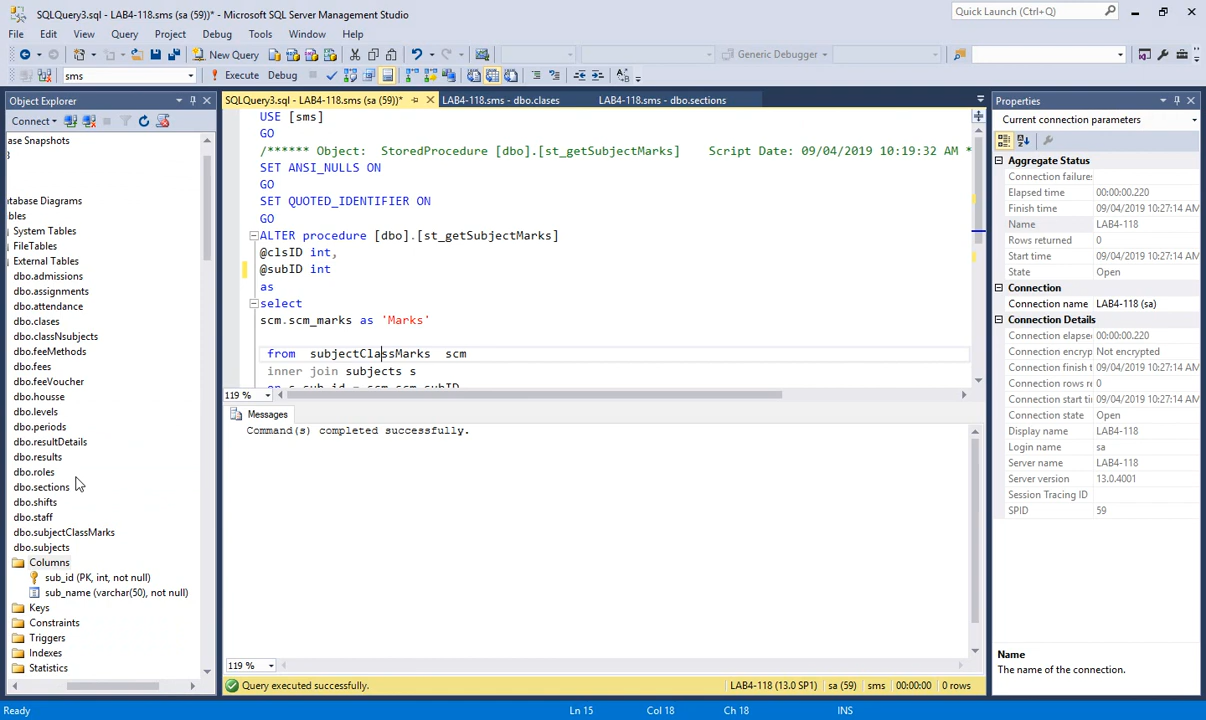 SQLQuery3.sql - LAB4-118.sms (sa (59))* - Microsoft SQL Server Management Studio
Quick Launch (Ctrl+Q)
File Edit View Query Project Debug Tools Window Help
New Query
Generic Debugger
sms
Execute Debug
Object Explorer
SQLQuery3.sql - LAB4-118.sms (sa (59))*
LAB4-118.sms - dbo.clases
LAB4-118.sms - dbo.sections
Properties
Connect
ase Snapshots
atabase Diagrams
bles
System Tables
FileTables
External Tables
dbo.admissions
dbo.assignments
dbo.attendance
dbo.clases
dbo.classNsubjects
dbo.feeMethods
dbo.fees
dbo.feeVoucher
dbo.housse
dbo.levels
dbo.periods
dbo.resultDetails
dbo.results
dbo.roles
dbo.sections
dbo.shifts
dbo.staff
dbo.subjectClassMarks
dbo.subjects
Columns
sub_id (PK, int, not null)
sub_name (varchar(50), not null)
Keys
Constraints
Triggers
Indexes
Statistics
USE [sms]
GO
/****** Object:  StoredProcedure [dbo].[st_getSubjectMarks]    Script Date: 09/04/2019 10:19:32 AM *
SET ANSI_NULLS ON
GO
SET QUOTED_IDENTIFIER ON
GO
ALTER procedure [dbo].[st_getSubjectMarks]
@clsID int,
@subID int
as
select
scm.scm_marks as 'Marks'
from  subjectClassMarks  scm
inner join subjects s
on s.sub_id = scm.scm_subID
119 %
Messages
Command(s) completed successfully.
119 %
Query executed successfully.
LAB4-118 (13.0 SP1) sa (59) sms 00:00:00 0 rows
Current connection parameters
Aggregate Status
Connection failures
Elapsed time 00:00:00.220
Finish time 09/04/2019 10:27:14 AM
Name LAB4-118
Rows returned 0
Start time 09/04/2019 10:27:14 AM
State Open
Connection
Connection name LAB4-118 (sa)
Connection Details
Connection elapse 00:00:00.220
Connection encryp Not encrypted
Connection finish t 09/04/2019 10:27:14 AM
Connection rows re 0
Connection start tir 09/04/2019 10:27:14 AM
Connection state Open
Display name LAB4-118
Login name sa
Server name LAB4-118
Server version 13.0.4001
Session Tracing ID
SPID 59
Name
The name of the connection.
Ready
Ln 15 Col 18 Ch 18 INS